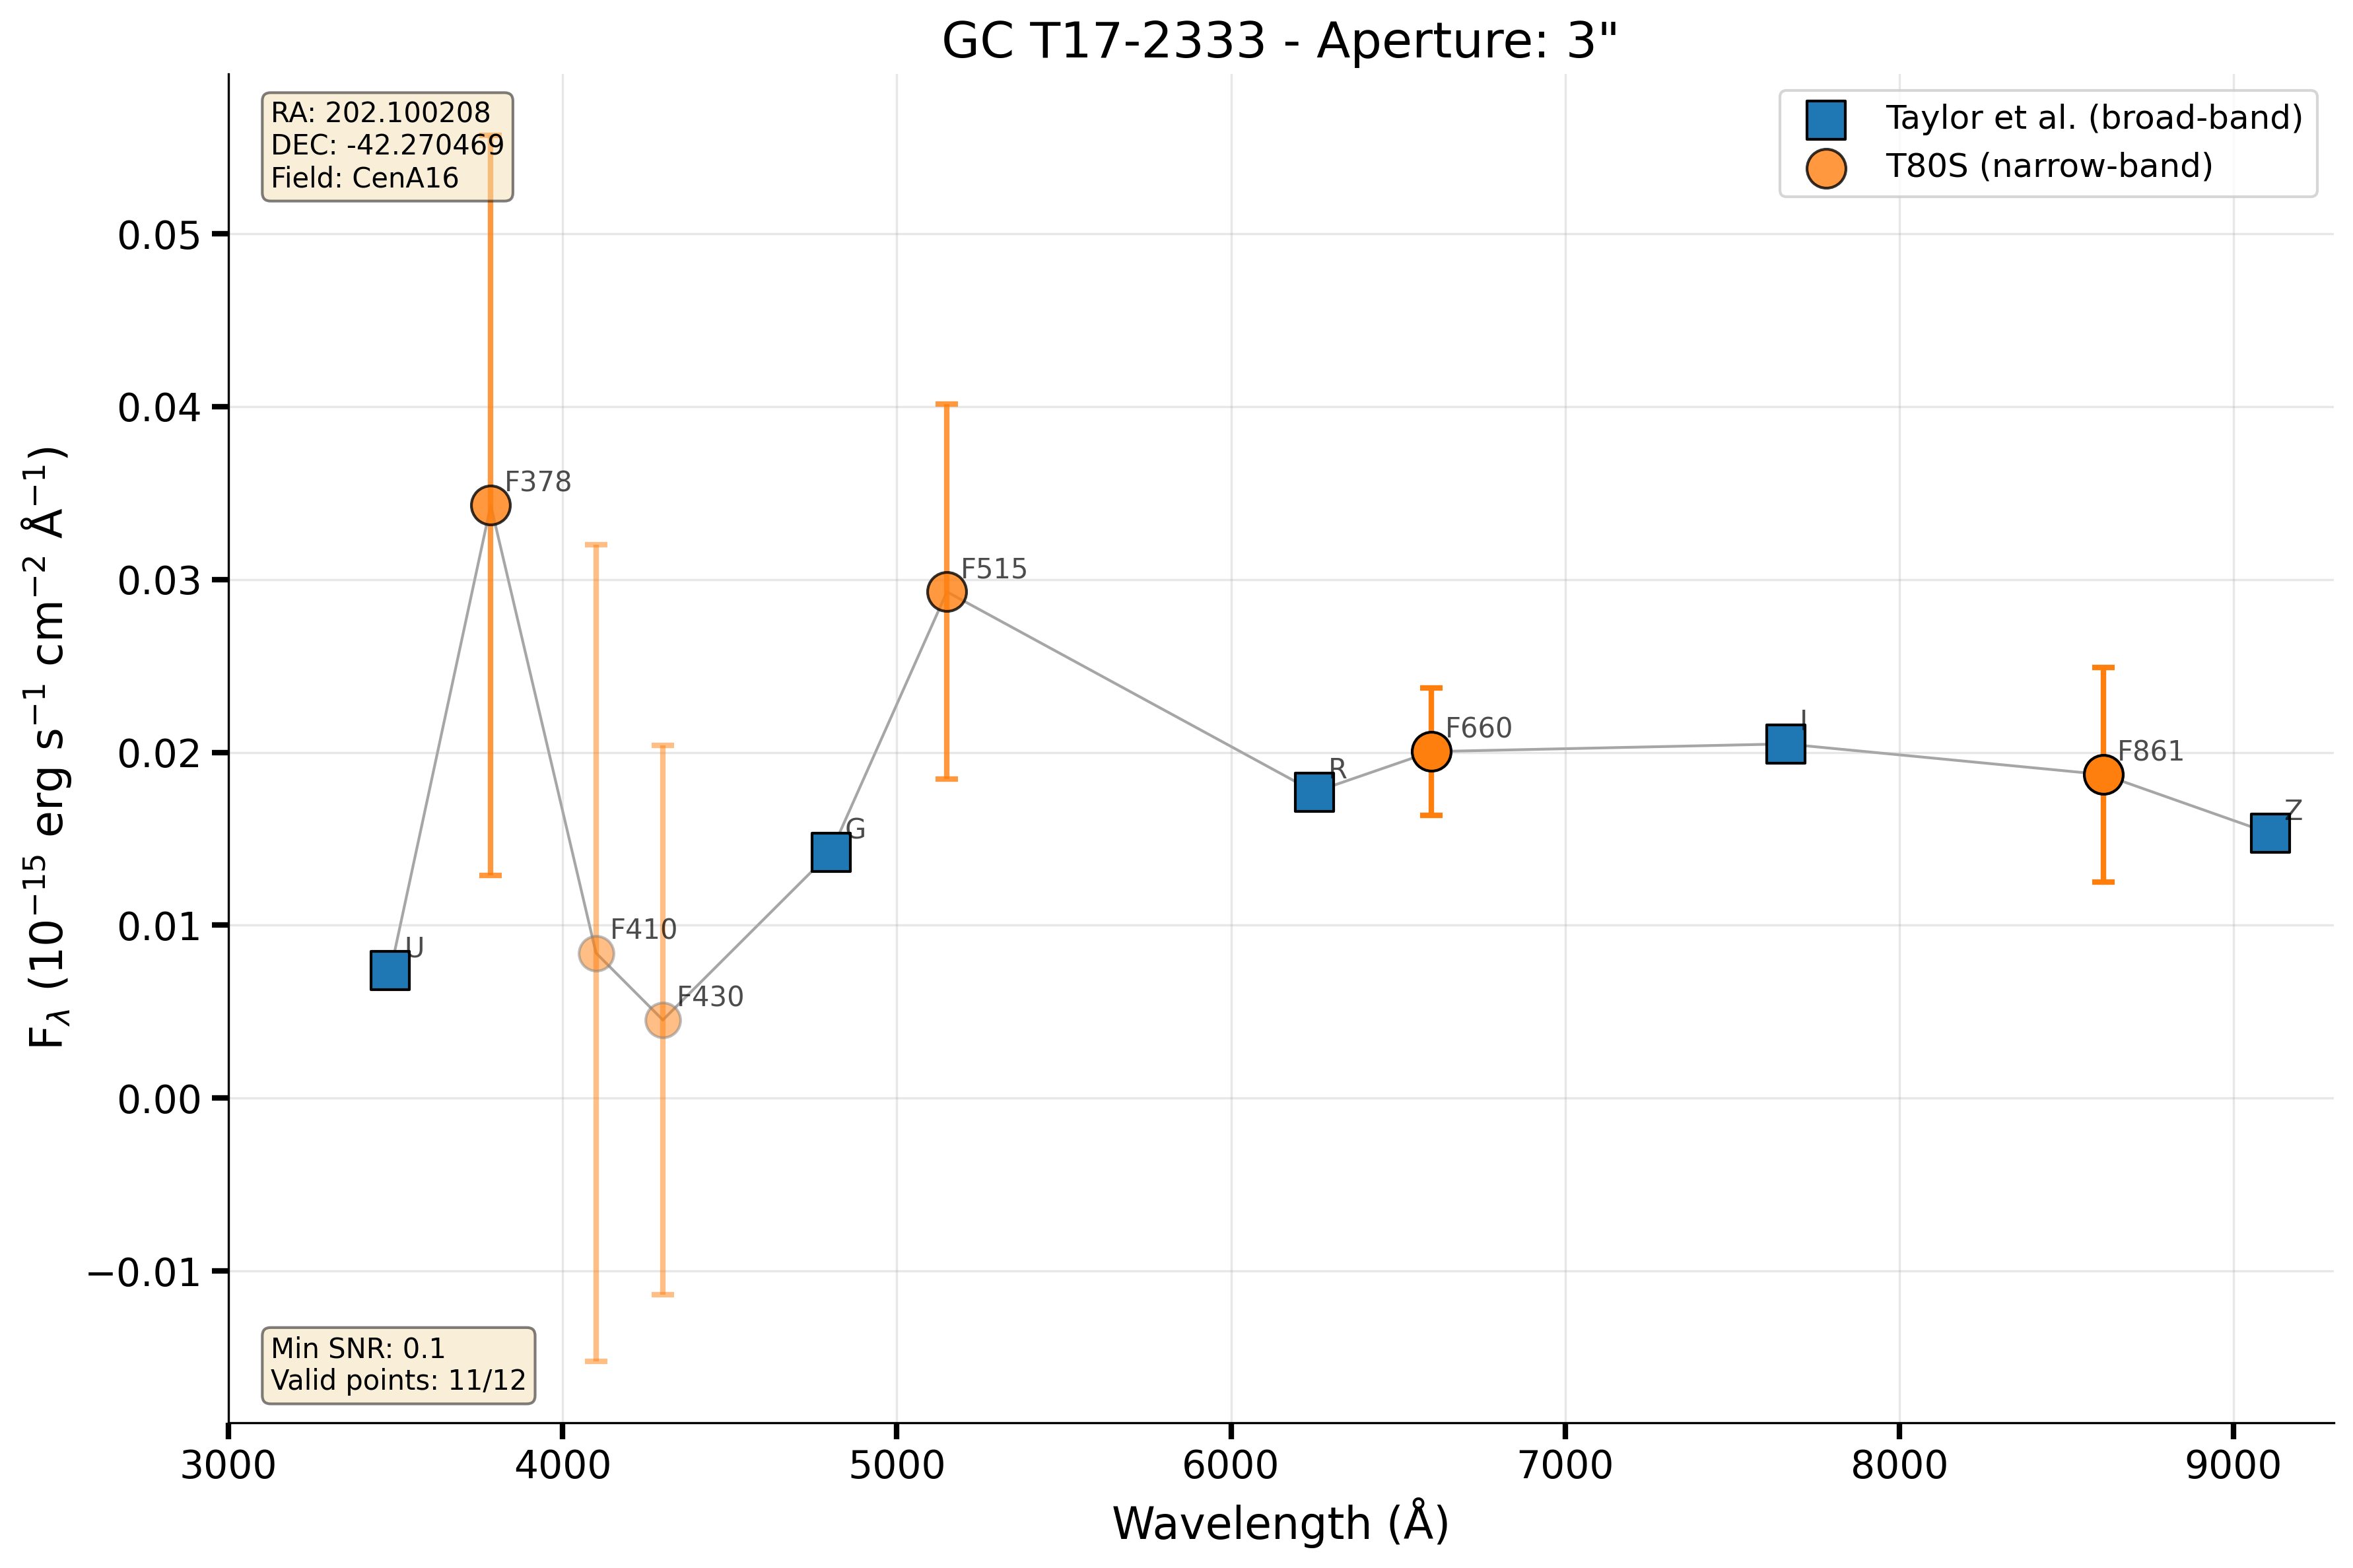 GC T17-2333 - Aperture: 3"
RA: 202.100208
DEC: -42.270469
Field: CenA16
Taylor et al. (broad-band)
T80S (narrow-band)
0.05
0.04
0.03
0.02
0.01
0.00
−0.01
F378
F515
F660
I
F861
R
Z
G
U
F410
F430
Min SNR: 0.1
Valid points: 11/12
3000
4000
5000
6000
7000
8000
9000
Wavelength (Å)
Fλ (10⁻¹⁵ erg s⁻¹ cm⁻² Å⁻¹)